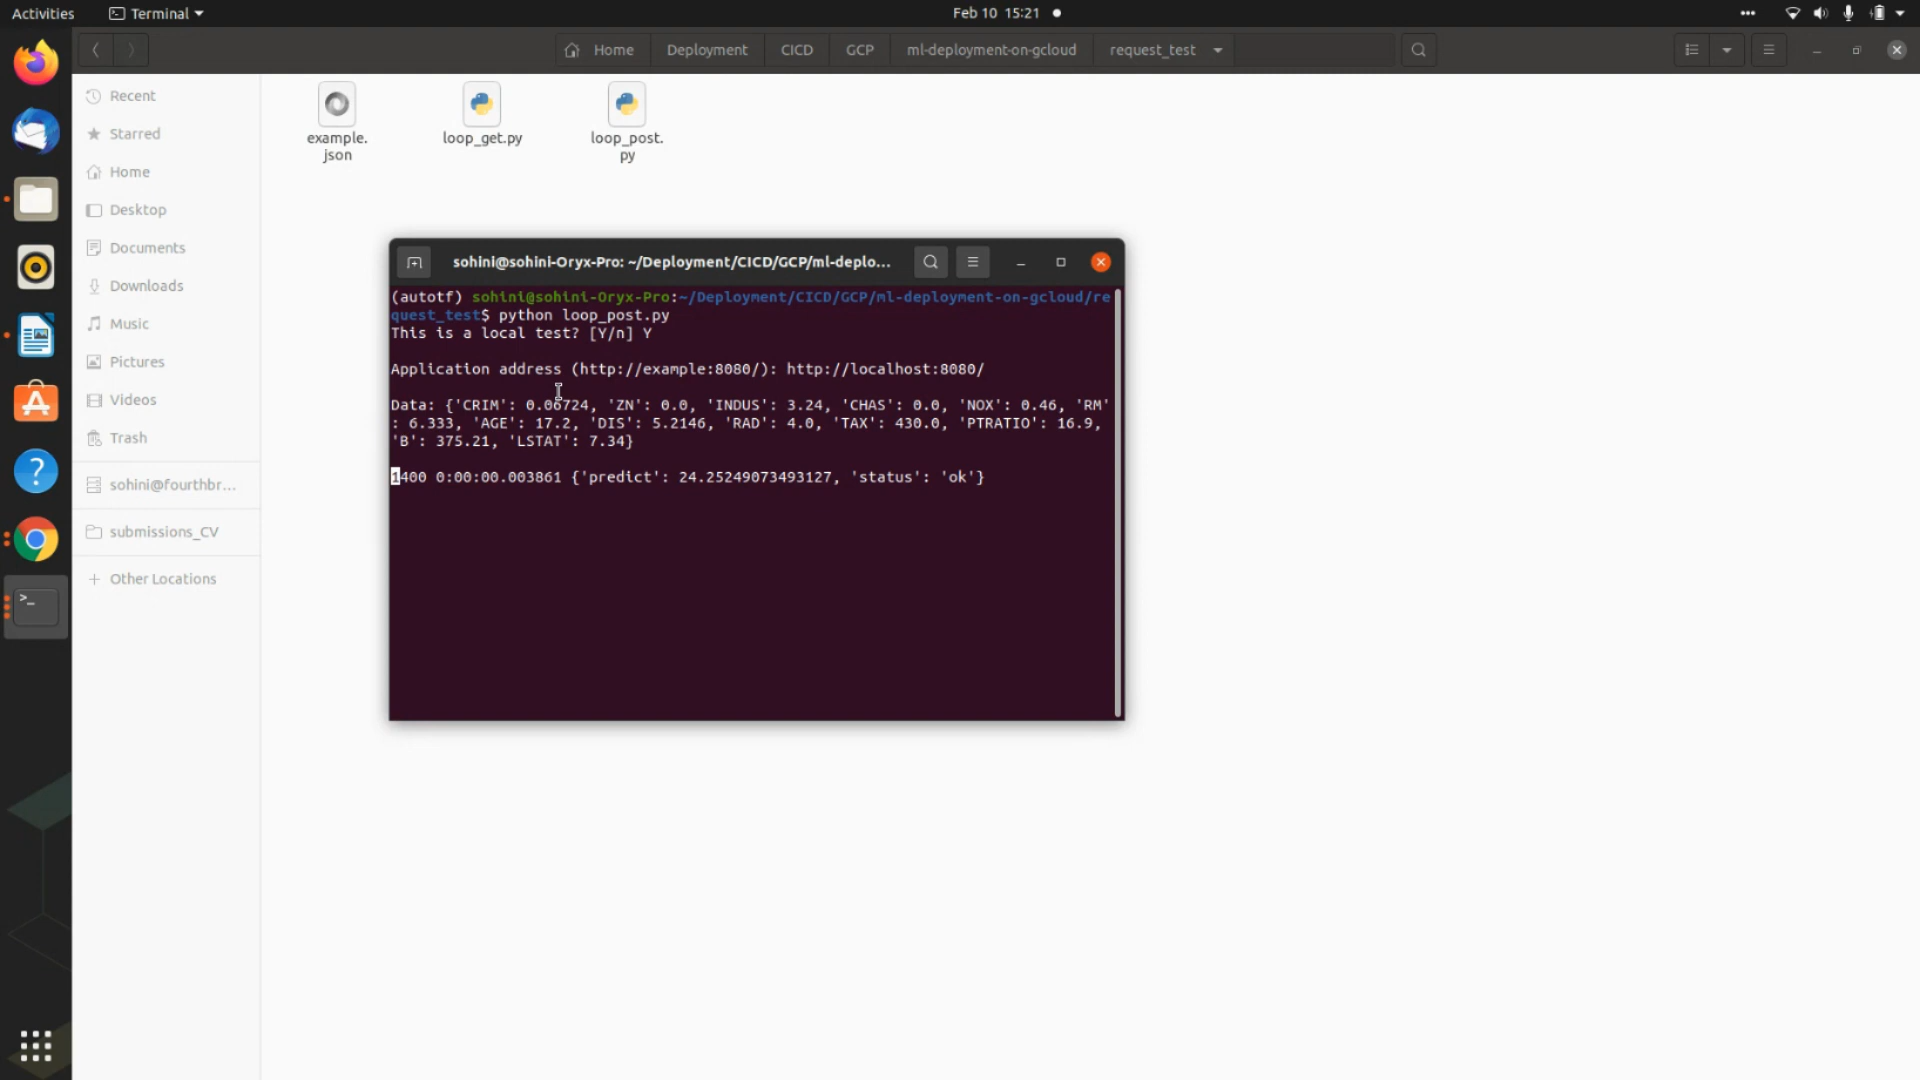 Activities
Terminal
Feb 10 15:21
Home
Deployment
CICD
GCP
ml-deployment-on-gcloud
request_test
Recent
Starred
Home
Desktop
Documents
Downloads
Music
Pictures
Videos
Trash
sohini@fourthbr...
submissions_CV
+ Other Locations
example.
json
loop_get.py
loop_post.
py
sohini@sohini-Oryx-Pro: ~/Deployment/CICD/GCP/ml-deplo...
(autotf) sohini@sohini-Oryx-Pro:~/Deployment/CICD/GCP/ml-deployment-on-gcloud/re
quest_test$ python loop_post.py
This is a local test? [Y/n] Y
Application address (http://example:8080/): http://localhost:8080/
Data: {'CRIM': 0.06724, 'ZN': 0.0, 'INDUS': 3.24, 'CHAS': 0.0, 'NOX': 0.46, 'RM'
: 6.333, 'AGE': 17.2, 'DIS': 5.2146, 'RAD': 4.0, 'TAX': 430.0, 'PTRATIO': 16.9,
'B': 375.21, 'LSTAT': 7.34}
1400 0:00:00.003861 {'predict': 24.25249073493127, 'status': 'ok'}